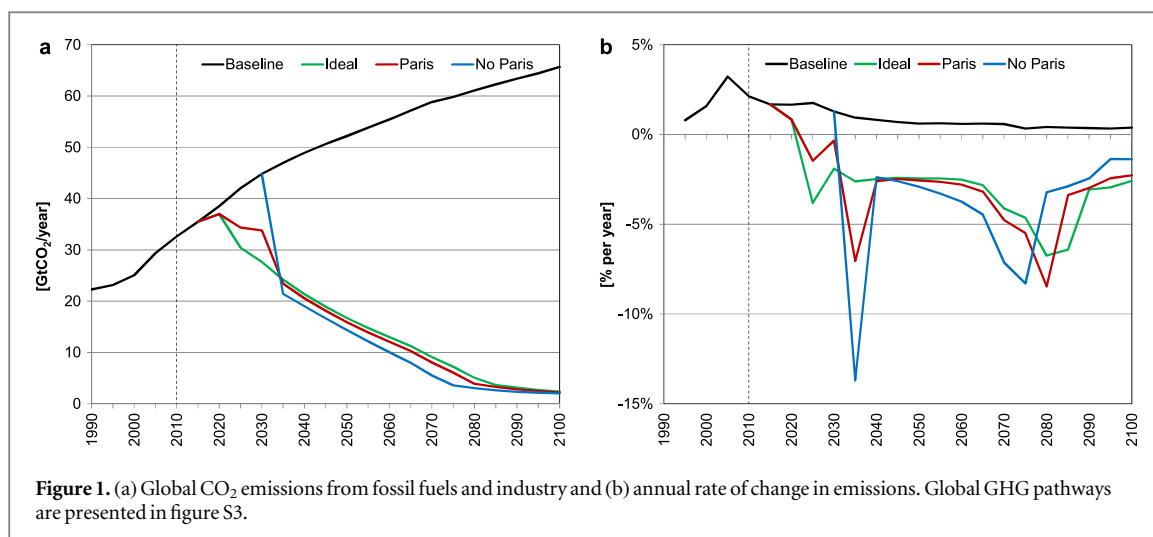 a
70
60
50
40
30
20
10
0
[GtCO₂/year]
Baseline Ideal Paris No Paris
1990 2000 2010 2020 2030 2040 2050 2060 2070 2080 2090 2100
b
5%
0%
-5%
-10%
-15%
[% per year]
Baseline Ideal Paris No Paris
1990 2000 2010 2020 2030 2040 2050 2060 2070 2080 2090 2100
Figure 1. (a) Global CO₂ emissions from fossil fuels and industry and (b) annual rate of change in emissions. Global GHG pathways
are presented in figure S3.